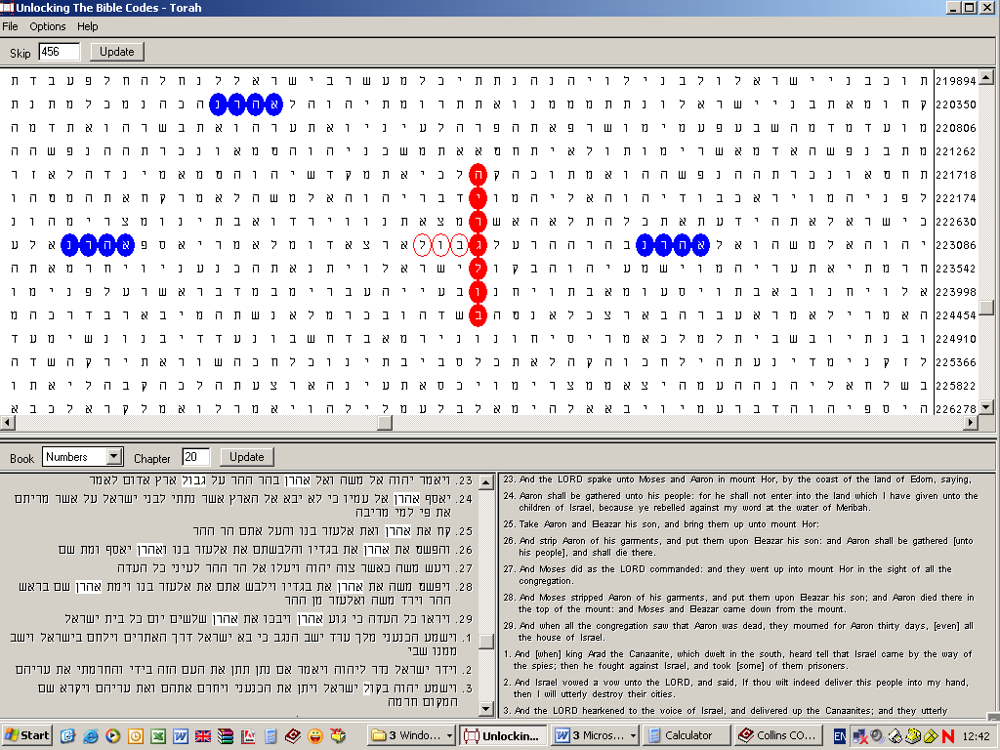 Unlocking The Bible Codes - Torah
File Options Help
Skip 456 Update
ת ו כ ב נ י י ש ר א ל ו ל ב נ י ל ו י ה נ ה נ ת ת י כ ל מ ע ש ר ב י ש ר א ל ל נ ח ל ה ח ל פ ע ב ד ת 219894
ק ח ו מ א ת ב נ י י ש ר א ל ו נ ת ת מ מ מ נ ו א ת ת ר ו מ ת י ה ו ה ל א ה ר נ ה כ ה נ מ כ ל מ ת נ ת 220350
מ ו ע ד מ ד מ ה ש ב ע פ ע מ י מ ו ש ר פ א ת ה פ ר ה ל ע י נ י ו א ת ע ר ה ו א ת ב ש ר ה ו א ת ד מ ה 220806
מ ת ב נ פ ש ה א ד מ א ש ר י מ ו ת ו ל א י ת ח ט א א ת מ ש כ נ י ה ו ה ט מ א ו נ כ ר ת ה ה נ פ ש ה ה 221262
ת ח ט א ו נ כ ר ת ה ה נ פ ש ה ה ו א מ ת ו כ ה ק ה ל כ י א ת מ ק ד ש י ה ו ה ט מ א מ י נ ד ה ל א ז ר 221718
ל פ נ י ה מ ו י ר א כ ב ו ד י ה ו ה א ל י ה מ ו י ד ב ר י ה ו ה א ל מ ש ה ל א מ ר ק ח א ת ה מ ט ה ו 222174
כ י ש ר א ל א ת ה י ד ע ת א ת כ ל ה ת ל א ה א ש ר מ צ א ת נ ו ו י ר ד ו א ב ת י נ ו מ צ ר י מ ה ו נ 222630
י ה ו ה א ל מ ש ה ו א ל א ה ר נ ב ה ר ה ה ר ע ל ג ב ו ל א ר צ א ד ו מ ל א מ ר י א ס פ א ה ר נ א ל ע 223086
ח ר מ ת י א ת ע ר י ה מ ו י ש מ ע י ה ו ה ב ק ו ל י ש ר א ל ו י ת נ א ת ה כ נ ע נ י ו י ח ר מ א ת ה 223542
א ל ו י ח נ ו ב א ב ת ו י ס ע ו מ א ב ת ו י ח נ ו ב ע י י ה ע ב ר י מ ב מ ד ב ר א ש ר ע ל פ נ י מ ו 223998
ה א מ ר י ל א מ ר א ע ב ר ה ב א ר צ כ ל א נ ט ה ב ש ד ה ו ב כ ר מ ל א נ ש ת ה מ י ב א ר ב ד ר כ ה מ 224454
ו ב נ ת י ו ב ש ב י ת ל מ ל כ א מ ר י ס י ח ו נ ו נ י ר מ א ב ד ח ש ב ו נ ע ד ד י ב נ ו נ ש י מ ע ד 224910
ל ז ק נ י מ ד י נ ע ת ה י ל ח כ ו ה ק ה ל א ת כ ל ס ב י ב ת י נ ו כ ל ח כ ה ש ו ר א ת י ר ק ה ש ד ה 225366
ב ש ל ח א ל י ה נ ה ה ע מ ה י צ א מ מ צ ר י מ ו י כ ס א ת ע י נ ה א ר צ ע ת ה ל כ ה ק ב ה ל י א ת ו 225822
ה י ס פ י ה ו ה ד ב ר ע מ י ו י ב א א ל ה י מ א ל ב ל ע מ ל י ל ה ו י א מ ר ל ו א מ ל ק ר א ל כ ב א 226278
Book Numbers Chapter 20 Update
23. ויאמר יהוה אל משה ואל אהרן בהר ההר על גבול ארץ אדום לאמר
24. יאסף אהרן אל עמיו כי לא יבא אל הארץ אשר נתתי לבני ישראל על אשר מריתם
את פי למי מריבה
25. קח את אהרן ואת אלעזר בנו והעל אתם הר ההר
26. והפשט את אהרן את בגדיו והלבשתם את אלעזר בנו ואהרן יאסף ומת שם
27. ויעש משה כאשר צוה יהוה ויעלו אל הר ההר לעיני כל העדה
28. ויפשט משה את אהרן את בגדיו וילבש אתם את אלעזר בנו וימת אהרן שם בראש
ההר וירד משה ואלעזר מן ההר
29. ויראו כל העדה כי גוע אהרן ויבכו את אהרן שלשים יום כל בית ישראל
1. וישמע הכנעני מלך ערד ישב הנגב כי בא ישראל דרך האתרים וילחם בישראל וישב
ממנו שבי
2. וידר ישראל נדר ליהוה ויאמר אם נתן תתן את העם הזה בידי והחרמתי את עריהם
3. וישמע יהוה בקול ישראל ויתן את הכנעני ויחרם אתהם ואת עריהם ויקרא שם
המקום חרמה
23. And the LORD spake unto Moses and Aaron in mount Hor, by the coast of the land of Edom, saying,
24. Aaron shall be gathered unto his people: for he shall not enter into the land which I have given unto the
children of Israel, because ye rebelled against my word at the water of Meribah.
25. Take Aaron and Eleazar his son, and bring them up unto mount Hor:
26. And strip Aaron of his garments, and put them upon Eleazar his son: and Aaron shall be gathered [unto
his people], and shall die there.
27. And Moses did as the LORD commanded: and they went up into mount Hor in the sight of all the
congregation.
28. And Moses stripped Aaron of his garments, and put them upon Eleazar his son; and Aaron died there in
the top of the mount: and Moses and Eleazar came down from the mount.
29. And when all the congregation saw that Aaron was dead, they mourned for Aaron thirty days, [even] all
the house of Israel.
1. And [when] king Arad the Canaanite, which dwelt in the south, heard tell that Israel came by the way of
the spies; then he fought against Israel, and took [some] of them prisoners.
2. And Israel vowed a vow unto the LORD, and said, If thou wilt indeed deliver this people into my hand,
then I will utterly destroy their cities.
3. And the LORD hearkened to the voice of Israel, and delivered up the Canaanites; and they utterly
Start 3 Windo... Unlockin... 3 Micros... Calculator Collins CO... EN 12:42